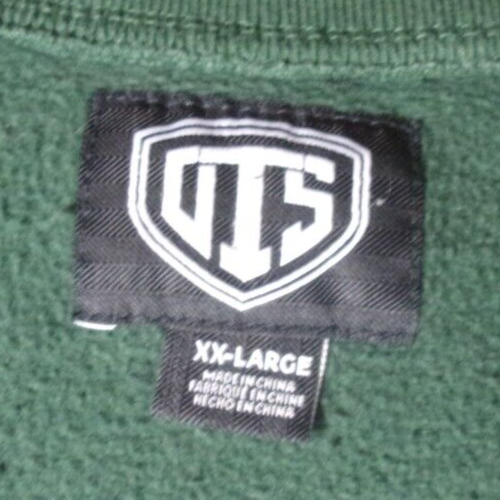 OTS
XX-LARGE
MADE IN CHINA
FABRIQUÉ EN CHINE
HECHO EN CHINA